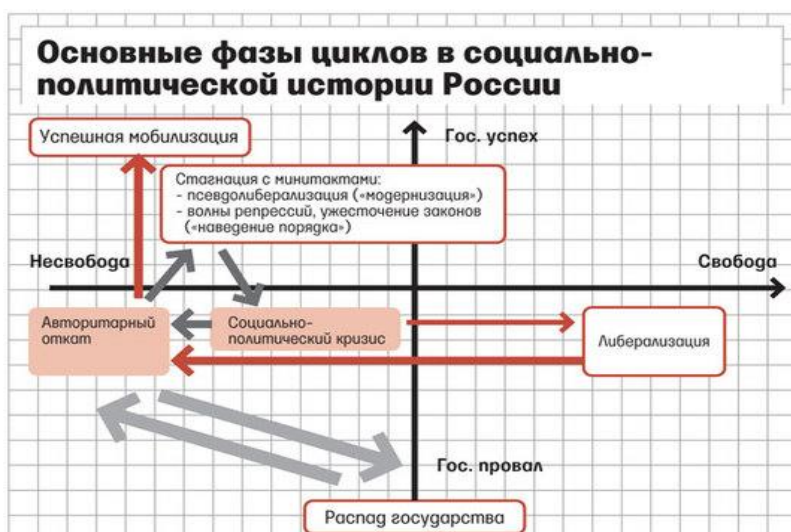 Основные фазы циклов в социально-
политической истории России
Успешная мобилизация
Гос. успех
Стагнация с минитактами:
- псевдолиберализация («модернизация»)
- волны репрессий, ужесточение законов
(«наведение порядка»)
Несвобода
Свобода
Авторитарный
откат
Социально-
политический кризис
Либерализация
Гос. провал
Распад государства